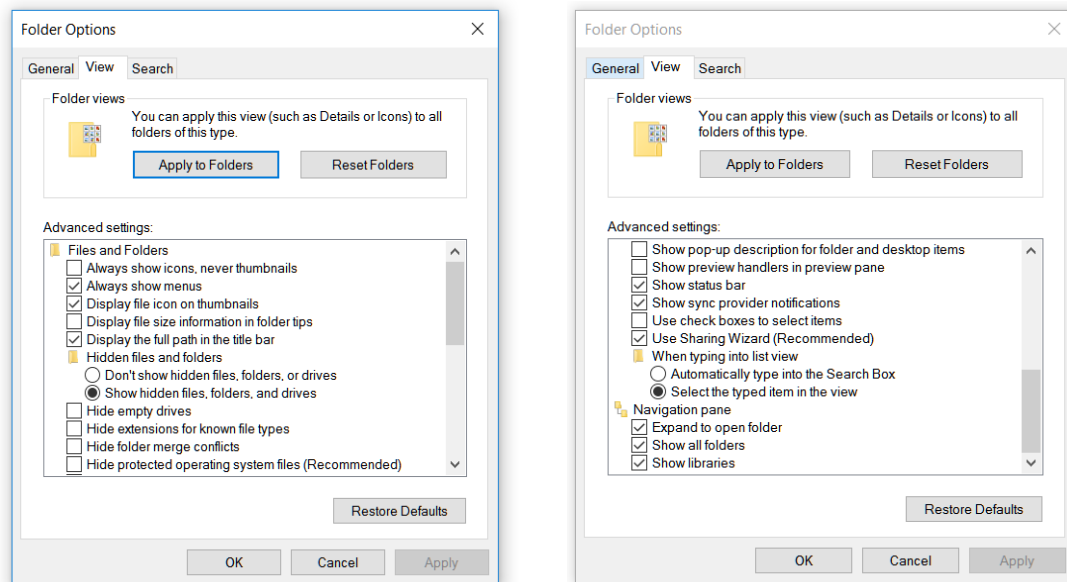 Folder Options
General View Search
Folder views
You can apply this view (such as Details or Icons) to all
folders of this type.
Apply to Folders Reset Folders
Advanced settings:
Files and Folders
Always show icons, never thumbnails
Always show menus
Display file icon on thumbnails
Display file size information in folder tips
Display the full path in the title bar
Hidden files and folders
Don't show hidden files, folders, or drives
Show hidden files, folders, and drives
Hide empty drives
Hide extensions for known file types
Hide folder merge conflicts
Hide protected operating system files (Recommended)
Restore Defaults
OK Cancel Apply
Folder Options
General View Search
Folder views
You can apply this view (such as Details or Icons) to all
folders of this type.
Apply to Folders Reset Folders
Advanced settings:
Show pop-up description for folder and desktop items
Show preview handlers in preview pane
Show status bar
Show sync provider notifications
Use check boxes to select items
Use Sharing Wizard (Recommended)
When typing into list view
Automatically type into the Search Box
Select the typed item in the view
Navigation pane
Expand to open folder
Show all folders
Show libraries
Restore Defaults
OK Cancel Apply